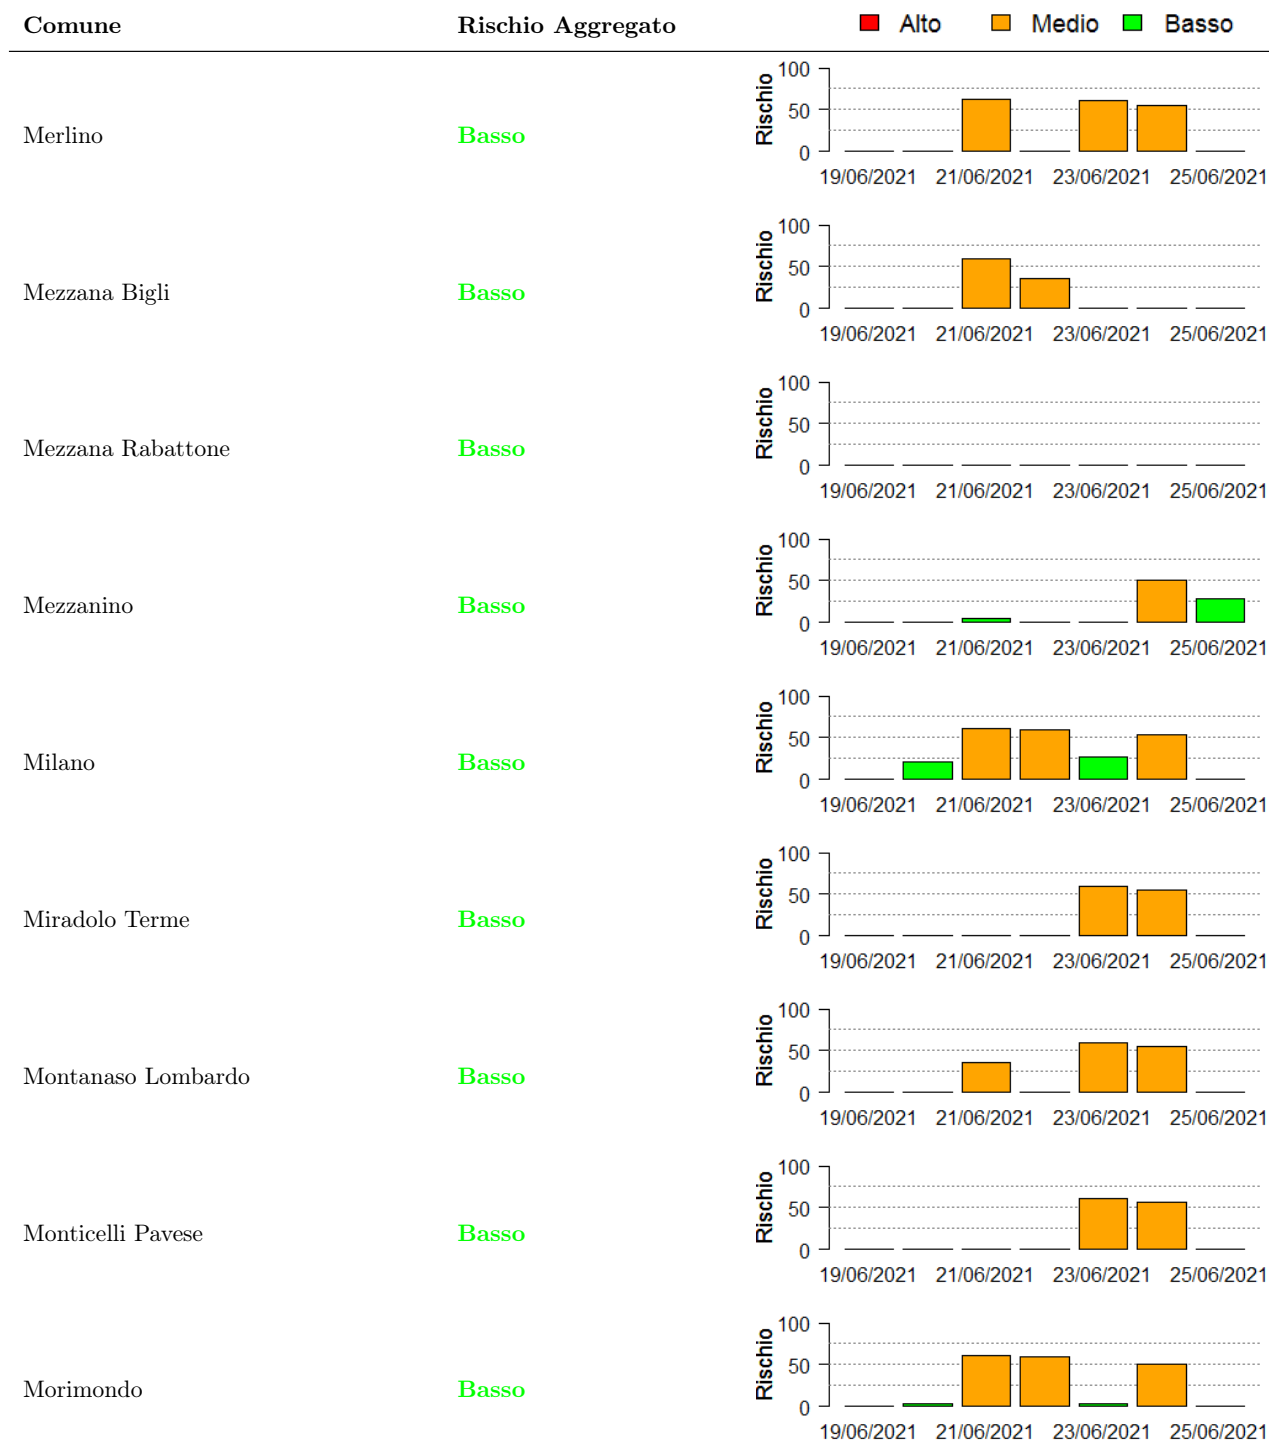 Comune Rischio Aggregato Alto Medio Basso
Merlino Basso
Rischio
100
50
0
19/06/2021 21/06/2021 23/06/2021 25/06/2021
Mezzana Bigli Basso
Rischio
100
50
0
19/06/2021 21/06/2021 23/06/2021 25/06/2021
Mezzana Rabattone Basso
Rischio
100
50
0
19/06/2021 21/06/2021 23/06/2021 25/06/2021
Mezzanino Basso
Rischio
100
50
0
19/06/2021 21/06/2021 23/06/2021 25/06/2021
Milano Basso
Rischio
100
50
0
19/06/2021 21/06/2021 23/06/2021 25/06/2021
Miradolo Terme Basso
Rischio
100
50
0
19/06/2021 21/06/2021 23/06/2021 25/06/2021
Montanaso Lombardo Basso
Rischio
100
50
0
19/06/2021 21/06/2021 23/06/2021 25/06/2021
Monticelli Pavese Basso
Rischio
100
50
0
19/06/2021 21/06/2021 23/06/2021 25/06/2021
Morimondo Basso
Rischio
100
50
0
19/06/2021 21/06/2021 23/06/2021 25/06/2021